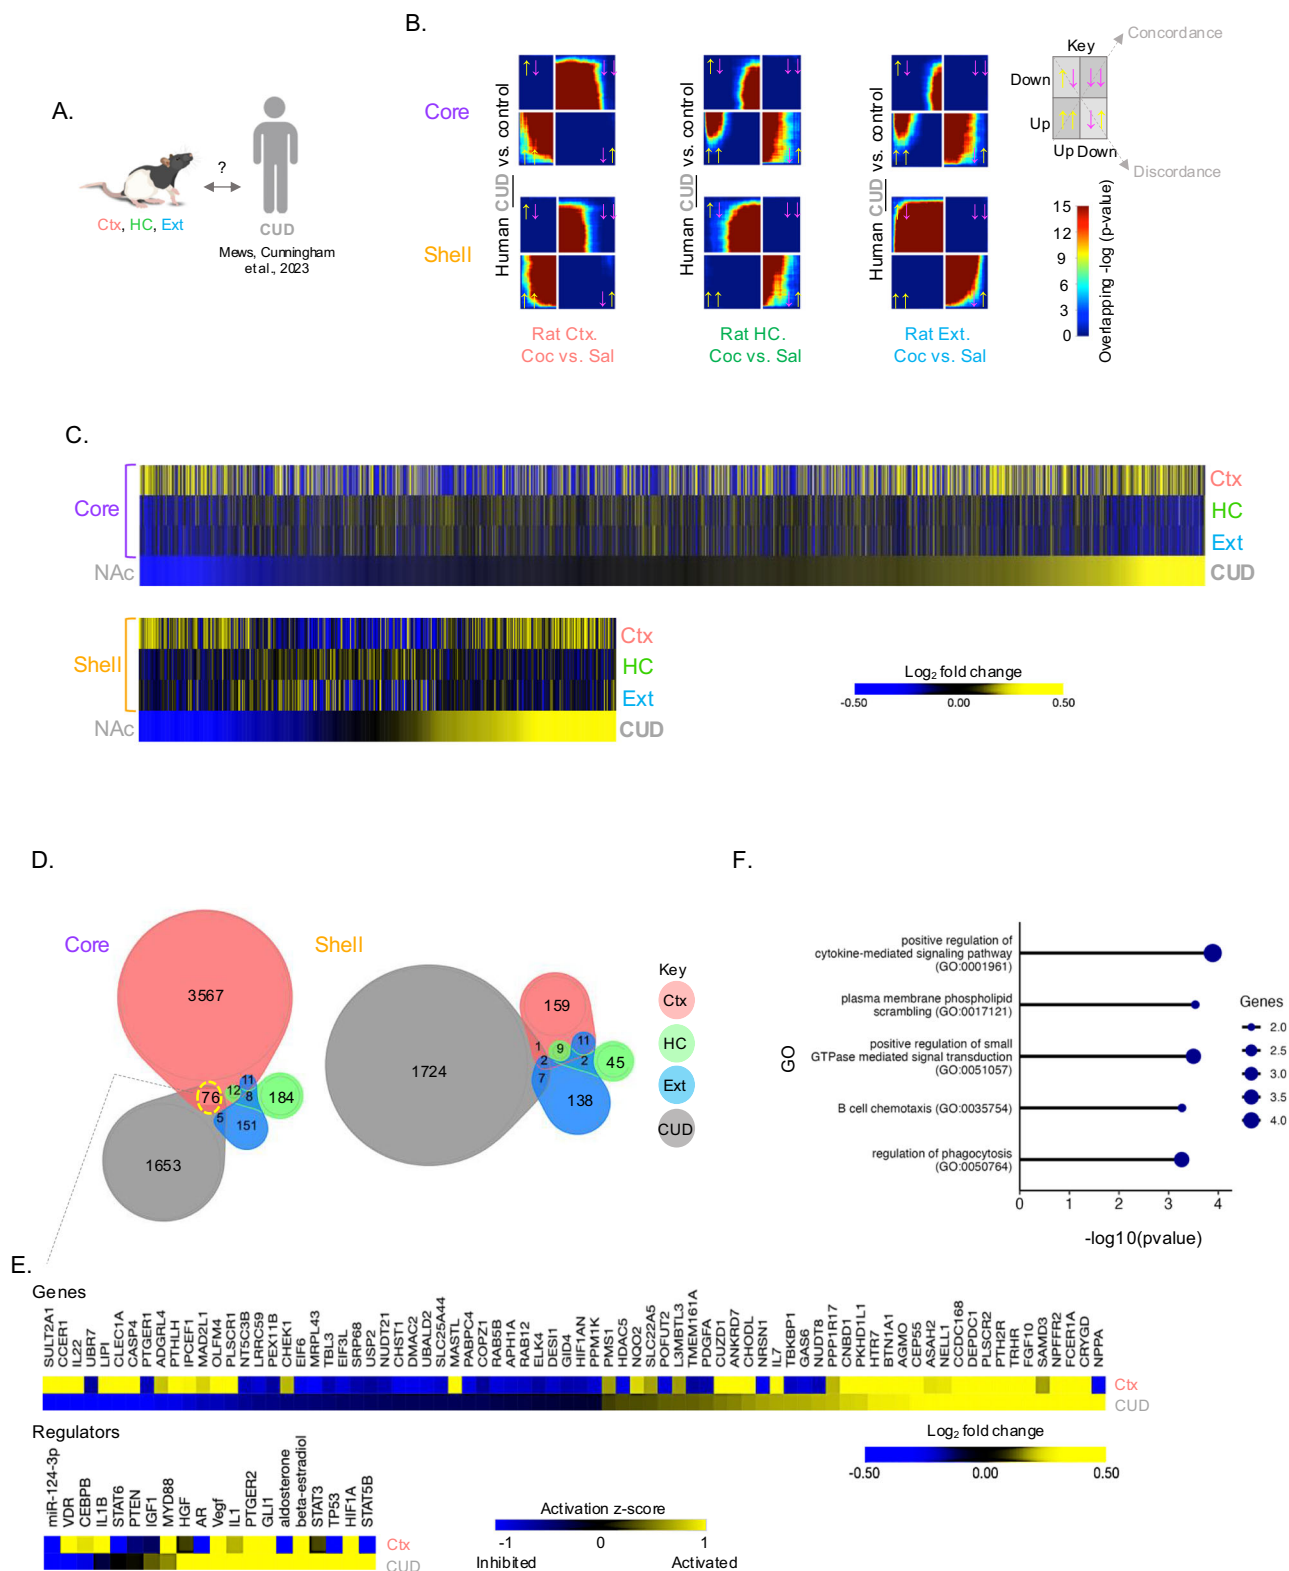 A.
?
Ctx, HC, Ext
CUD
Mews, Cunningham
et al., 2023
B.
Core
Shell
Human CUD vs. control
Human CUD vs. control
Human CUD vs. control
Rat Ctx.
Coc vs. Sal
Rat HC.
Coc vs. Sal
Rat Ext.
Coc vs. Sal
Key
Concordance
Down
Up
Up Down
Discordance
15
12
9
6
3
0
Overlapping -log (p-value)
C.
Core
NAc
Ctx
HC
Ext
CUD
Shell
NAc
Ctx
HC
Ext
CUD
Log2 fold change
-0.50 0.00 0.50
D.
Core
3567
76
12
11
8
184
5
151
1653
Shell
1724
159
1
9
11
2
2
45
7
138
Key
Ctx
HC
Ext
CUD
F.
GO
positive regulation of
cytokine-mediated signaling pathway
(GO:0001961)
plasma membrane phospholipid
scrambling (GO:0017121)
positive regulation of small
GTPase mediated signal transduction
(GO:0051057)
B cell chemotaxis (GO:0035754)
regulation of phagocytosis
(GO:0050764)
0 1 2 3 4
-log10(pvalue)
Genes
2.0
2.5
3.0
3.5
4.0
E.
Genes
SULT2A1
CCER1
IL22
UBR7
LIPI
CLEC1A
CASP4
PTGER1
ADGRL4
PTHLH
IPCEF1
MAD2L1
OLFM4
PLSCR1
NT5C3B
LRRC59
PEX11B
CHEK1
EIF6
MRPL43
TBL3
EIF3L
SRP68
USP2
NUDT21
CHST1
DMAC2
UBALD2
SLC25A44
MASTL
PABPC4
COPZ1
RAB5B
APH1A
RAB12
ELK4
DESI1
GID4
HIF1AN
PPM1K
PMS1
HDAC5
NQO2
SLC22A5
POFUT2
L3MBTL3
TMEM161A
PDGFA
CUZD1
ANKRD7
CHODL
NRSN1
IL7
TBKBP1
GAS6
NUDT8
PPP1R17
CNBD1
PKHD1L1
HTR7
BTN1A1
AGMO
CEP55
ASAH2
NELL1
CCDC168
DEPDC1
PLSCR2
PTH2R
TRHR
FGF10
SAMD3
NPFFR2
FCER1A
CRYGD
NPPA
Ctx
CUD
Regulators
miR-124-3p
VDR
CEBPB
IL1B
STAT6
PTEN
IGF1
MYD88
HGF
AR
Vegf
IL1
PTGER2
GLI1
aldosterone
beta-estradiol
STAT3
TP53
HIF1A
STAT5B
Ctx
CUD
Activation z-score
-1 0 1
Inhibited Activated
Log2 fold change
-0.50 0.00 0.50